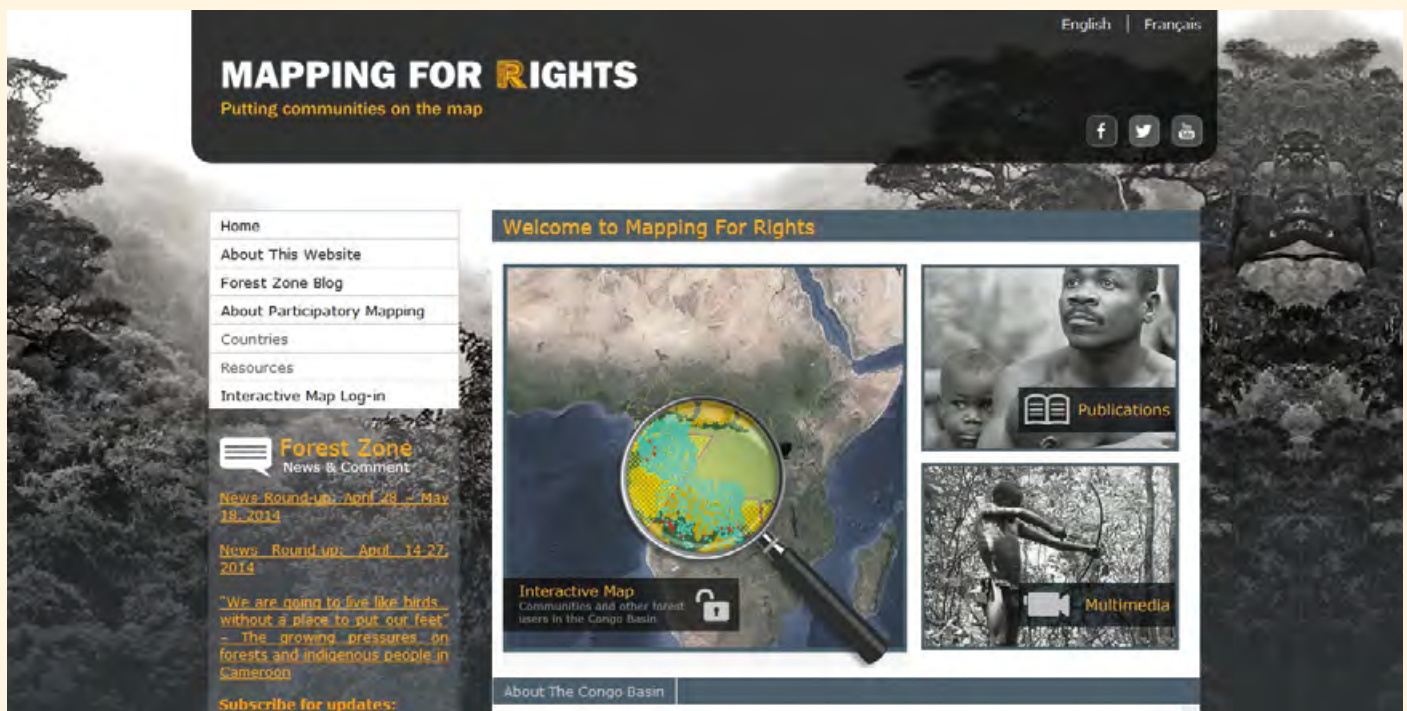 English | Français
MAPPING FOR RIGHTS
Putting communities on the map
Home
About This Website
Forest Zone Blog
About Participatory Mapping
Countries
Resources
Interactive Map Log-in
Forest Zone
News & Comment
News Round-up: April 28 – May
18, 2014
News Round-up: April 14-27,
2014
"We are going to live like birds...
without a place to put our feet"
– The growing pressures on
forests and indigenous people in
Cameroon
Subscribe for updates:
Welcome to Mapping For Rights
Interactive Map
Communities and other forest
users in the Congo Basin
Publications
Multimedia
About The Congo Basin